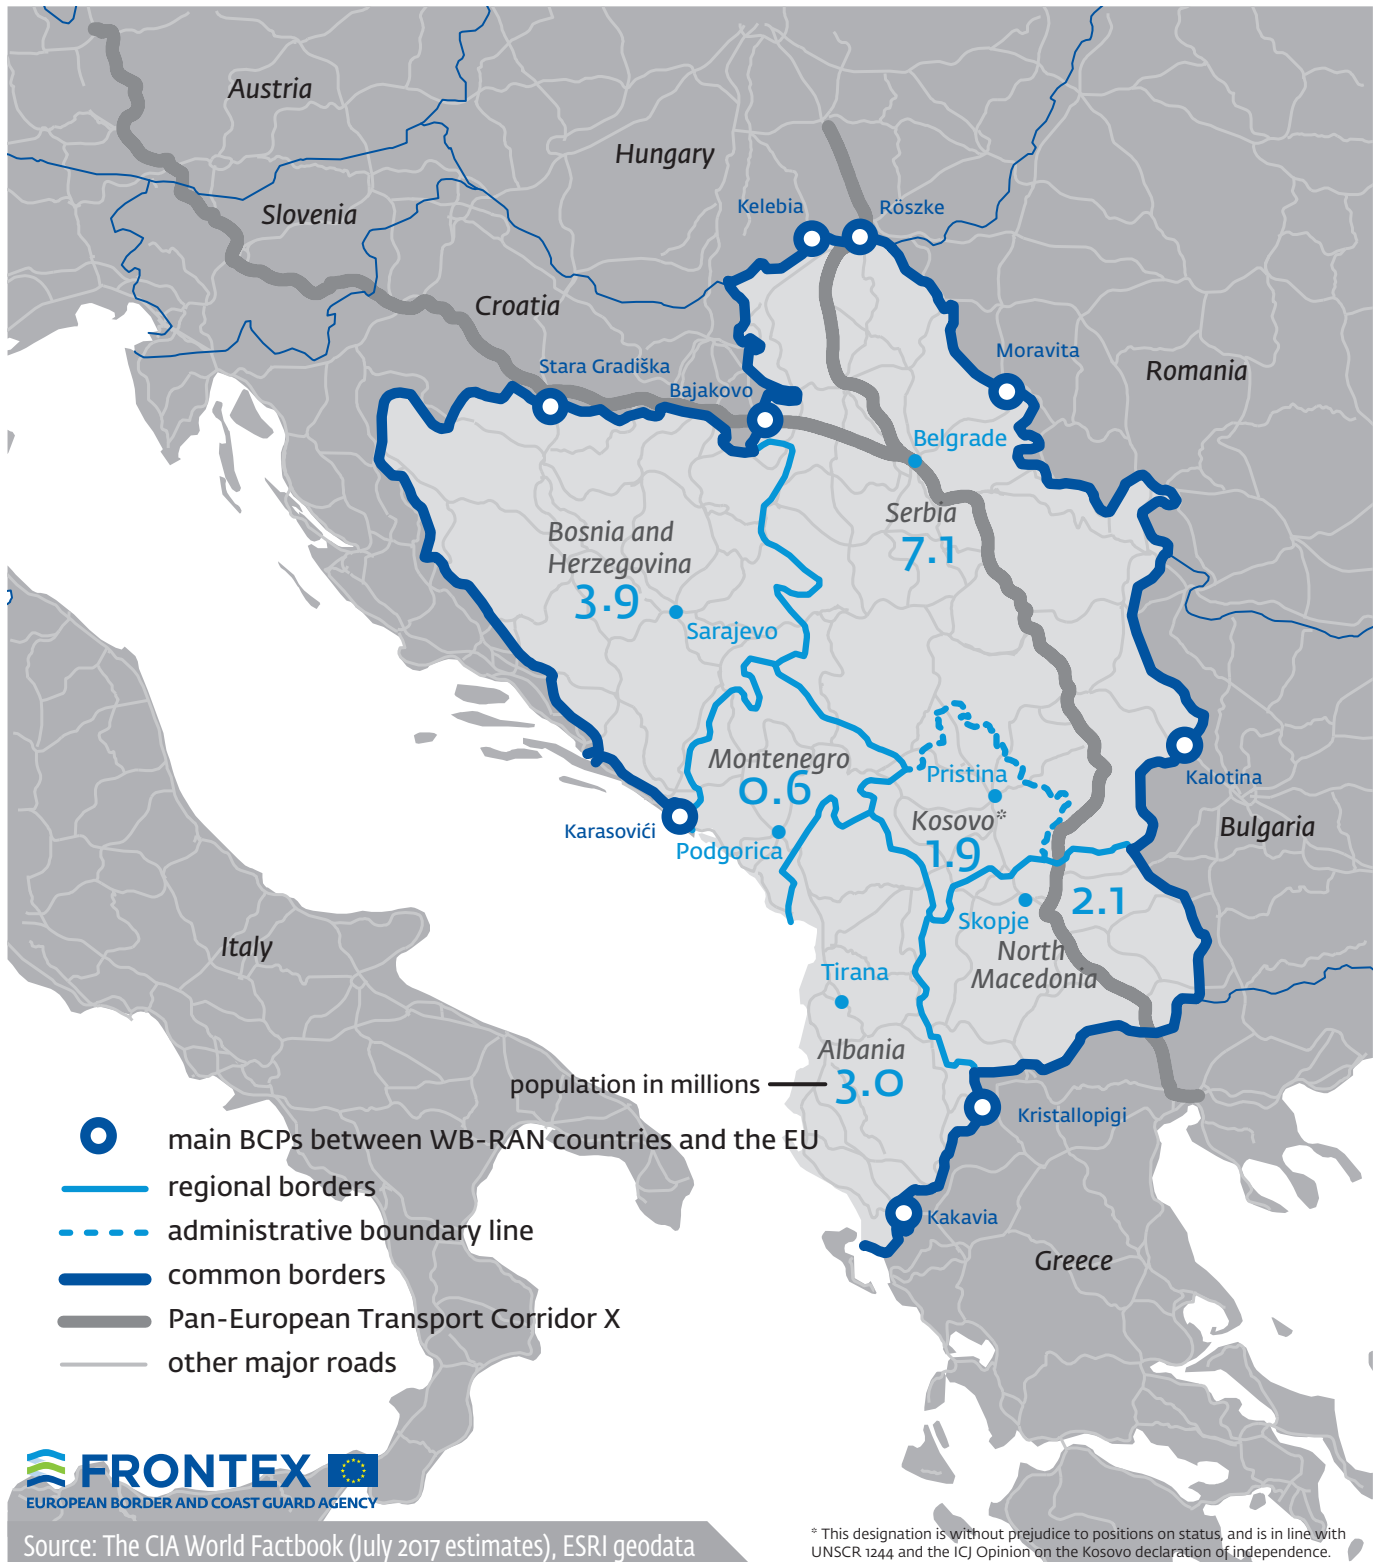 Austria
Hungary
Slovenia
Kelebia
Röszke
Croatia
Stara Gradiška
Bajakovo
Moravita
Romania
Belgrade
Serbia
7.1
Bosnia and
Herzegovina
3.9
Sarajevo
Montenegro
0.6
Pristina
Kalotina
Kosovo*
1.9
Karasovići
Podgorica
Bulgaria
2.1
Skopje
North
Macedonia
Italy
Tirana
Albania
population in millions
3.0
Kristallopigi
Kakavia
Greece
main BCPs between WB-RAN countries and the EU
regional borders
administrative boundary line
common borders
Pan-European Transport Corridor X
other major roads
FRONTEX
EUROPEAN BORDER AND COAST GUARD AGENCY
Source: The CIA World Factbook (July 2017 estimates), ESRI geodata
* This designation is without prejudice to positions on status, and is in line with
UNSCR 1244 and the ICJ Opinion on the Kosovo declaration of independence.